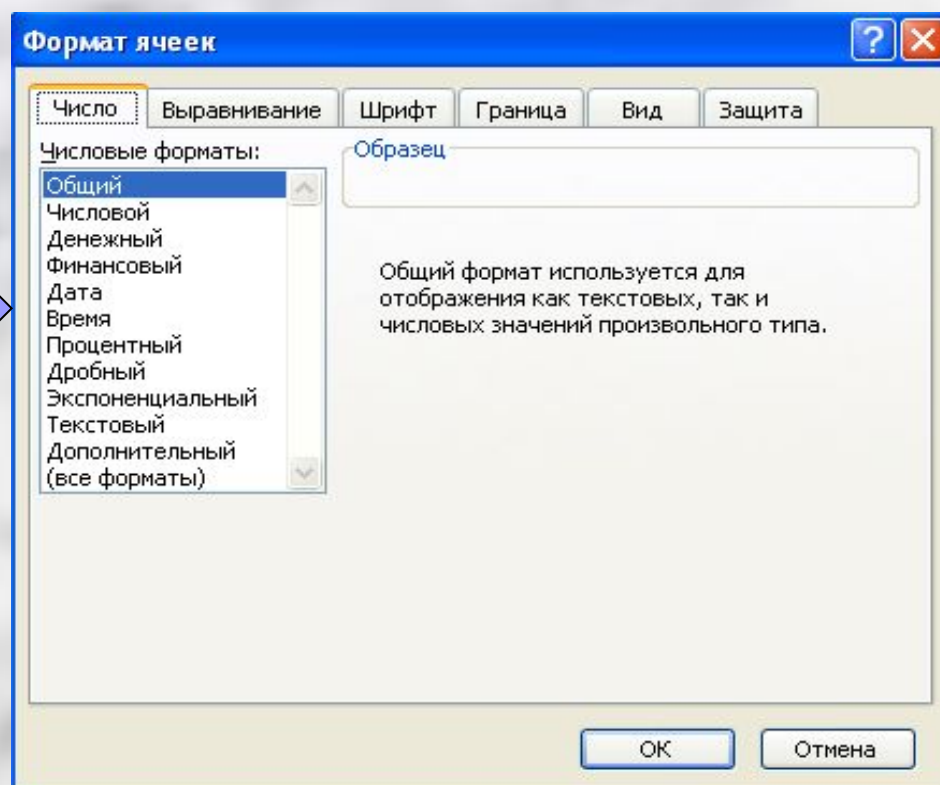 Формат ячеек
?
Число Выравнивание Шрифт Граница Вид Защита
Числовые форматы:
Образец
Общий
Числовой
Денежный
Финансовый
Дата
Время
Процентный
Дробный
Экспоненциальный
Текстовый
Дополнительный
(все форматы)
Общий формат используется для
отображения как текстовых, так и
числовых значений произвольного типа.
ОК Отмена